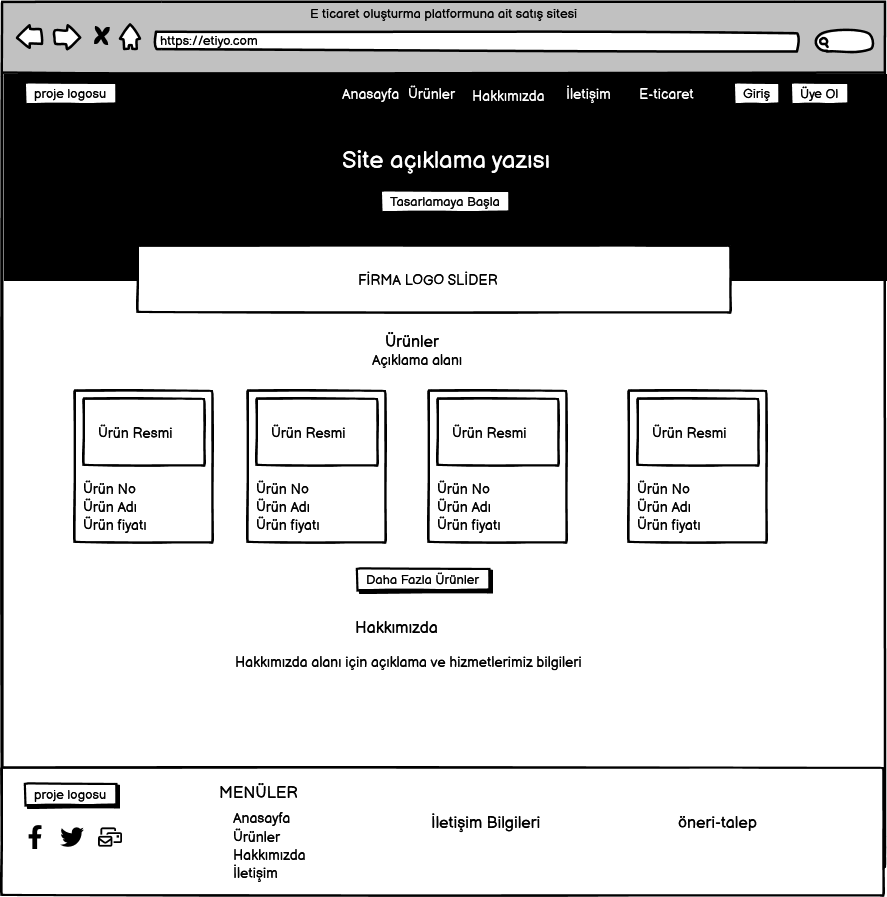 E ticaret oluşturma platformuna ait satış sitesi
https://etiyo.com
proje logosu
Anasayfa Ürünler Hakkımızda İletişim E-ticaret Giriş Üye Ol
Site açıklama yazısı
Tasarlamaya Başla
FİRMA LOGO SLİDER
Ürünler
Açıklama alanı
Ürün Resmi
Ürün No
Ürün Adı
Ürün fiyatı
Ürün Resmi
Ürün No
Ürün Adı
Ürün fiyatı
Ürün Resmi
Ürün No
Ürün Adı
Ürün fiyatı
Ürün Resmi
Ürün No
Ürün Adı
Ürün fiyatı
Daha Fazla Ürünler
Hakkımızda
Hakkımızda alanı için açıklama ve hizmetlerimiz bilgileri
proje logosu
MENÜLER
Anasayfa
Ürünler
Hakkımızda
İletişim
İletişim Bilgileri
öneri-talep